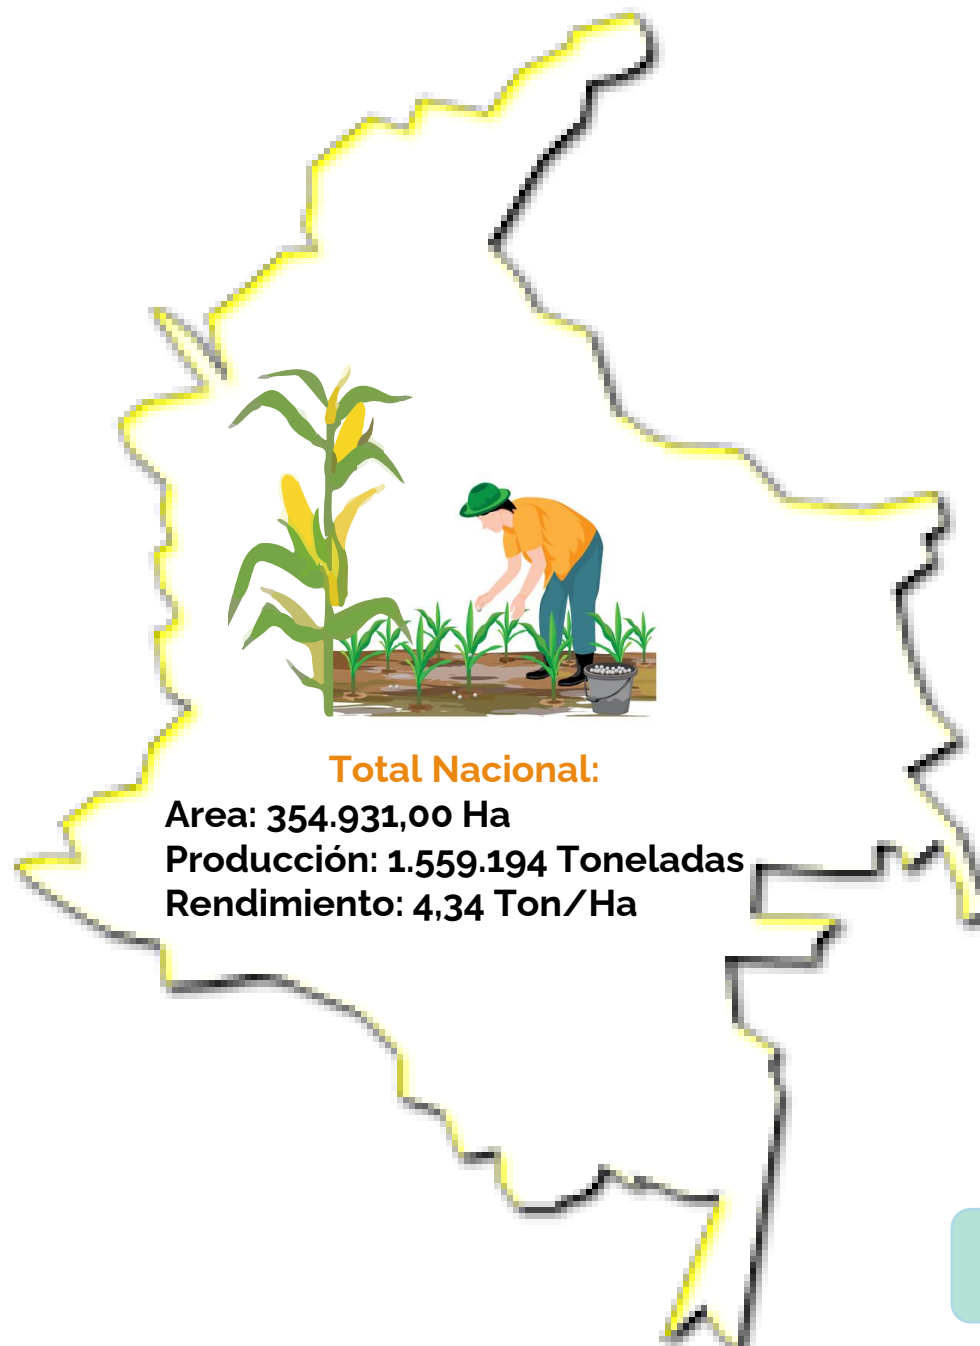 Total Nacional:
Area: 354.931,00 Ha
Producción: 1.559.194 Toneladas
Rendimiento: 4,34 Ton/Ha